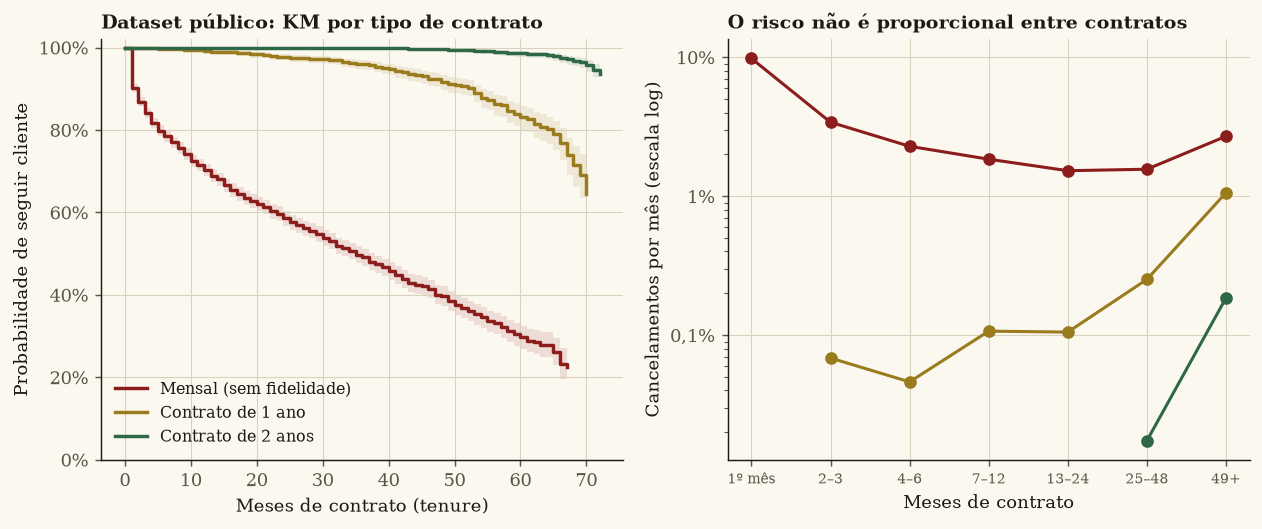 Dataset público: KM por tipo de contrato
Probabilidade de seguir cliente
100%
80%
60%
40%
20%
0%
Mensal (sem fidelidade)
Contrato de 1 ano
Contrato de 2 anos
0 10 20 30 40 50 60 70
Meses de contrato (tenure)
O risco não é proporcional entre contratos
Cancelamentos por mês (escala log)
10%
1%
0,1%
1º mês 2–3 4–6 7–12 13–24 25–48 49+
Meses de contrato